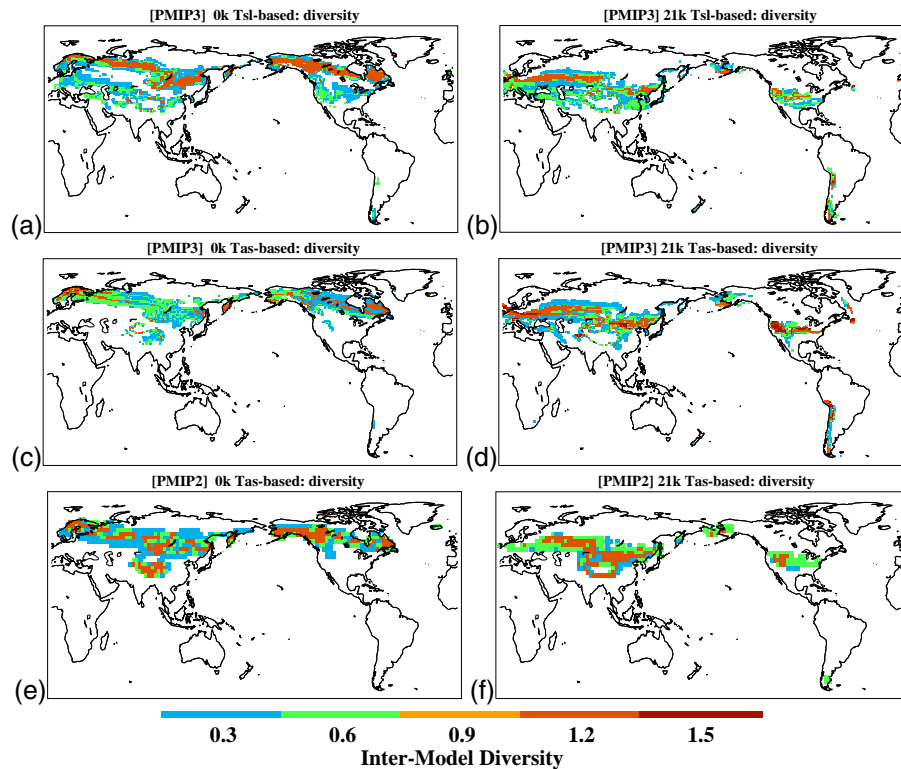 [PMIP3] 0k Tsl-based: diversity
[PMIP3] 21k Tsl-based: diversity
(a)
(b)
[PMIP3] 0k Tas-based: diversity
[PMIP3] 21k Tas-based: diversity
(c)
(d)
[PMIP2] 0k Tas-based: diversity
[PMIP2] 21k Tas-based: diversity
(e)
(f)
0.3 0.6 0.9 1.2 1.5
Inter-Model Diversity